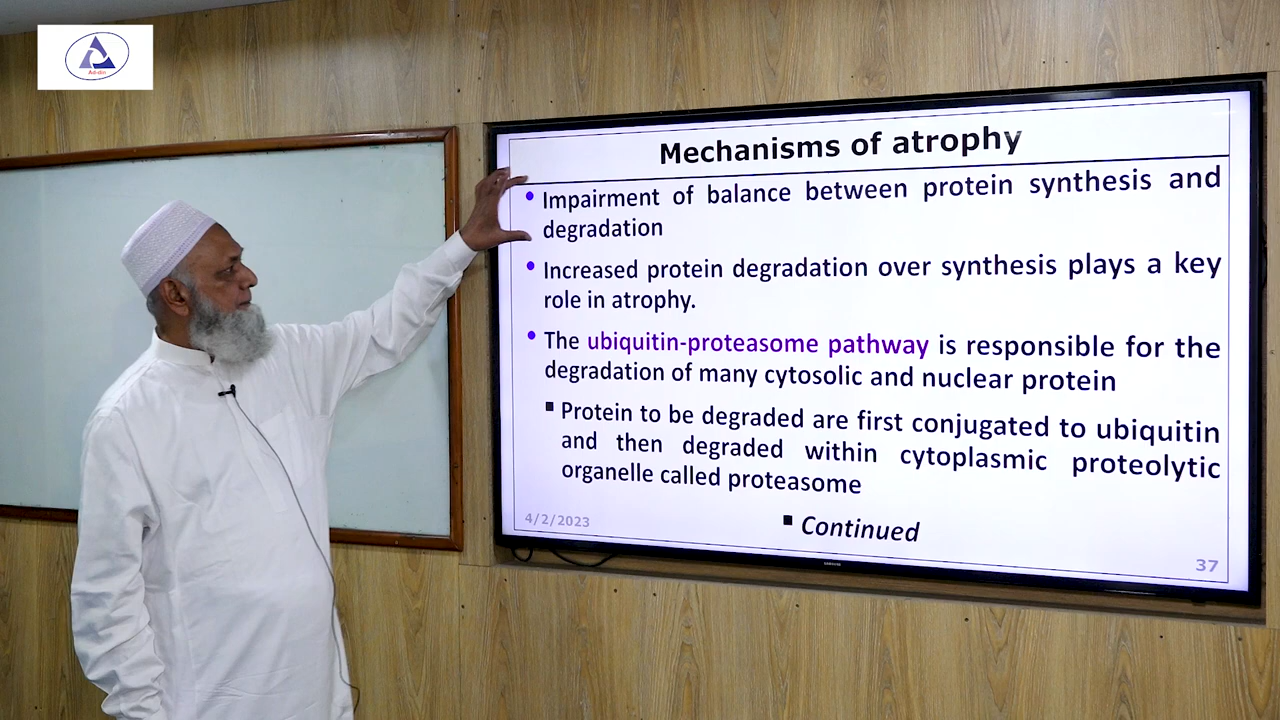 Ad-din
Mechanisms of atrophy
• Impairment of balance between protein synthesis and
degradation
• Increased protein degradation over synthesis plays a key
role in atrophy.
• The ubiquitin-proteasome pathway is responsible for the
degradation of many cytosolic and nuclear protein
▪ Protein to be degraded are first conjugated to ubiquitin
and then degraded within cytoplasmic proteolytic
organelle called proteasome
▪ Continued
4/2/2023
37
SAMSUNG